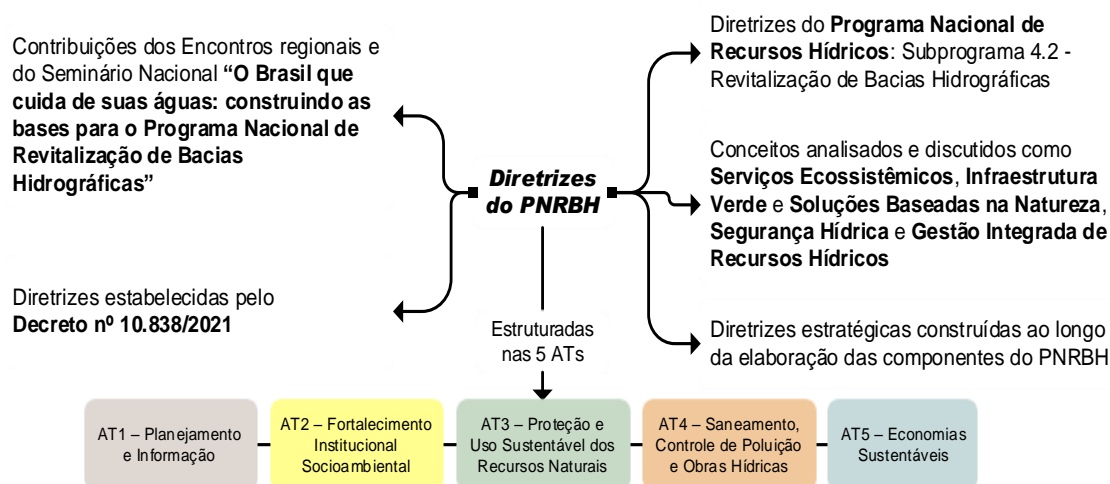 Contribuições dos Encontros regionais e
do Seminário Nacional “O Brasil que
cuida de suas águas: construindo as
bases para o Programa Nacional de
Revitalização de Bacias
Hidrográficas”
Diretrizes estabelecidas pelo
Decreto nº 10.838/2021
Diretrizes
do PNRBH
Diretrizes do Programa Nacional de
Recursos Hídricos: Subprograma 4.2 -
Revitalização de Bacias Hidrográficas
Conceitos analisados e discutidos como
Serviços Ecossistêmicos, Infraestrutura
Verde e Soluções Baseadas na Natureza,
Segurança Hídrica e Gestão Integrada de
Recursos Hídricos
Diretrizes estratégicas construídas ao longo
da elaboração das componentes do PNRBH
Estruturadas
nas 5 ATs
AT1 – Planejamento
e Informação
AT2 – Fortalecimento
Institucional
Socioambiental
AT3 – Proteção e
Uso Sustentável dos
Recursos Naturais
AT4 – Saneamento,
Controle de Poluição
e Obras Hídricas
AT5 – Economias
Sustentáveis